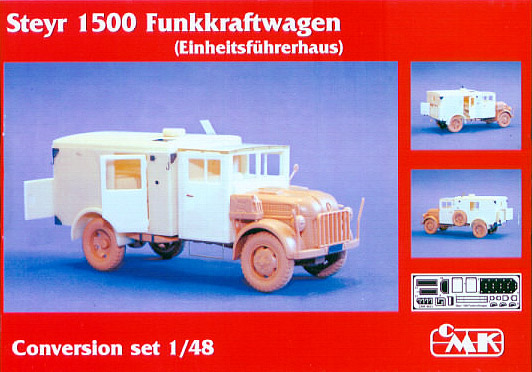 Steyr 1500 Funkkraftwagen
(Einheitsführerhaus)
Conversion set 1/48
CMK